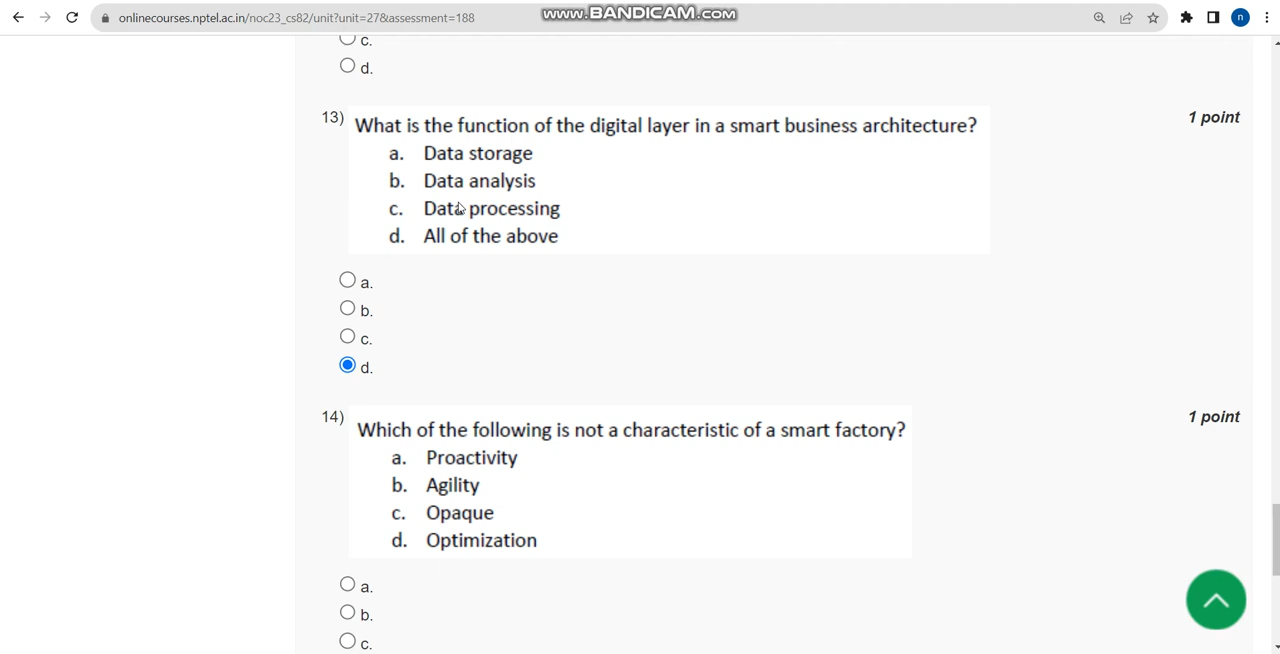 onlinecourses.nptel.ac.in/noc23_cs82/unit?unit=27&assessment=188
www.BANDICAM.com
n
c.
d.
13) What is the function of the digital layer in a smart business architecture? 1 point
a. Data storage
b. Data analysis
c. Data processing
d. All of the above
a.
b.
c.
d.
14) Which of the following is not a characteristic of a smart factory? 1 point
a. Proactivity
b. Agility
c. Opaque
d. Optimization
a.
b.
c.